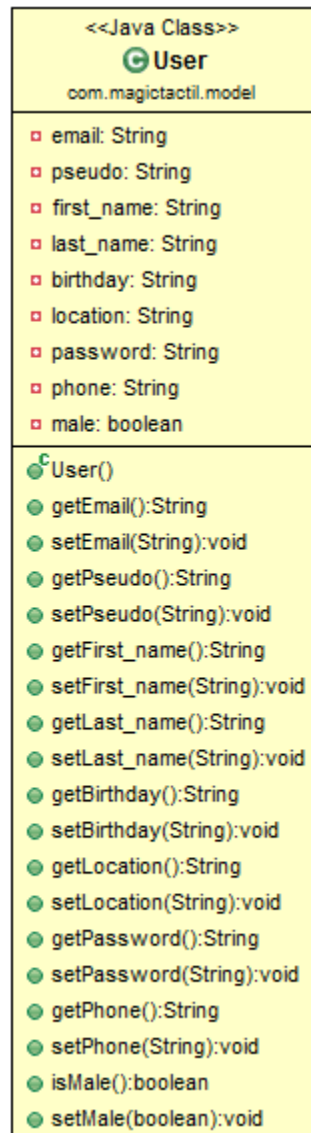 <<Java Class>>
C User
com.magictactil.model
email: String
pseudo: String
first_name: String
last_name: String
birthday: String
location: String
password: String
phone: String
male: boolean
C User()
getEmail():String
setEmail(String):void
getPseudo():String
setPseudo(String):void
getFirst_name():String
setFirst_name(String):void
getLast_name():String
setLast_name(String):void
getBirthday():String
setBirthday(String):void
getLocation():String
setLocation(String):void
getPassword():String
setPassword(String):void
getPhone():String
setPhone(String):void
isMale():boolean
setMale(boolean):void